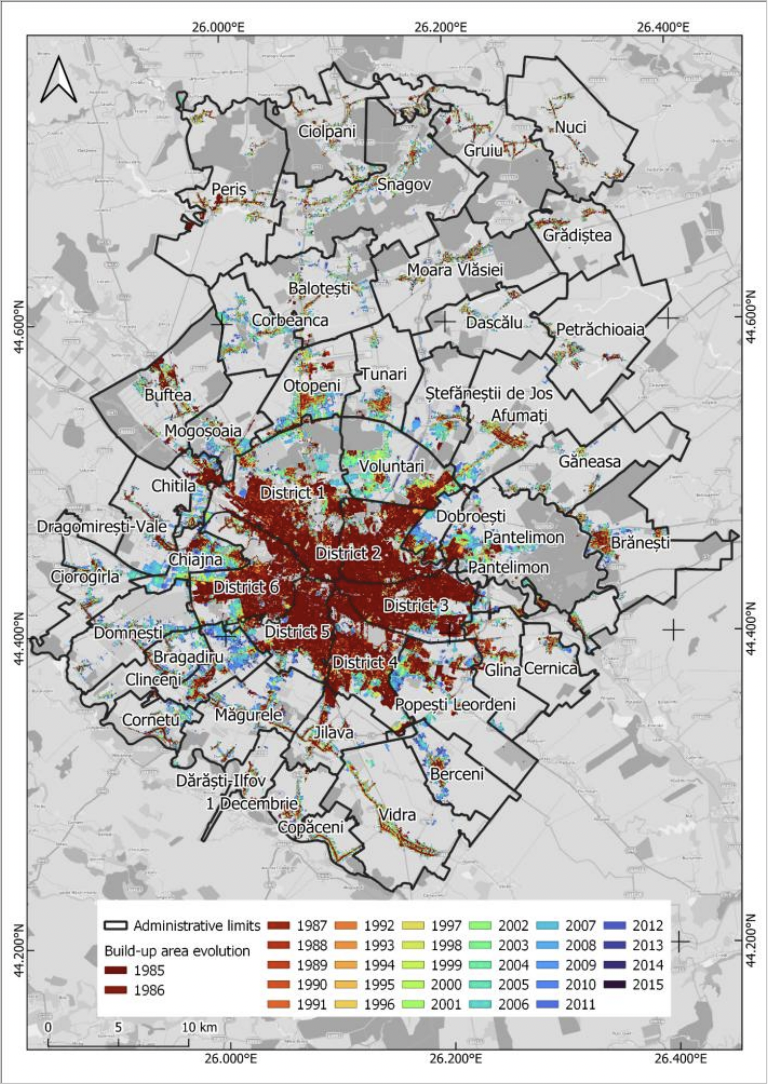 26.000°E 26.200°E 26.400°E
44.600°N 44.600°N
44.400°N 44.400°N
44.200°N 44.200°N
Ciolpani
Nuci
Gruiu
Snagov
Periș
Grădiștea
Moara Vlăsiei
Balotești
Corbeanca
Dascălu
Petrăchioaia
Tunari
Otopeni
Buftea
Ștefăneștii de Jos
Afumați
Mogoșoaia
Găneasa
Voluntari
Chitila
District 1
Dobroești
Dragomirești-Vale
Pantelimon
Brănești
District 2
Chiajna
Pantelimon
Ciorogîrla
District 6
District 3
Domnești
District 5
Bragadiru
District 4
Glina
Cernica
Clinceni
Popești Leordeni
Cornetu
Măgurele
Jilava
Berceni
Dărăști-Ilfov
1 Decembrie
Vidra
Copăceni
Administrative limits
Build-up area evolution
1985
1986
1987 1992 1997 2002 2007 2012
1988 1993 1998 2003 2008 2013
1989 1994 1999 2004 2009 2014
1990 1995 2000 2005 2010 2015
1991 1996 2001 2006 2011
0 5 10 km
26.000°E 26.200°E 26.400°E